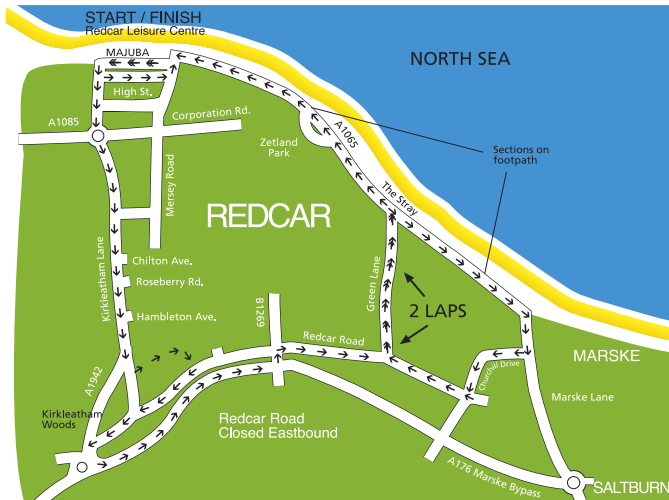 START / FINISH
Redcar Leisure Centre
MAJUBA
NORTH SEA
High St.
A1085
Corporation Rd.
A1065
Zetland
Park
Sections on
footpath
Mersey Road
The Stray
REDCAR
Kirkleatham Lane
Chilton Ave.
Roseberry Rd.
Green Lane
2 LAPS
B1269
Hambleton Ave.
Redcar Road
MARSKE
Churchill Drive
A1942
Marske Lane
Kirkleatham
Woods
Redcar Road
Closed Eastbound
A176 Marske Bypass
SALTBURN